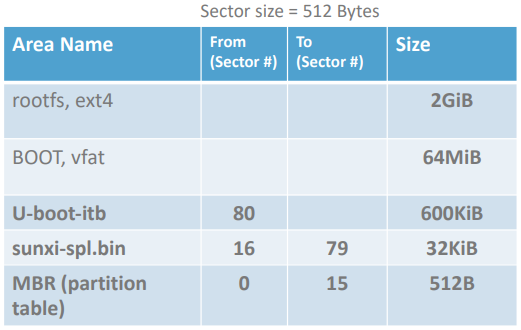 Sector size = 512 Bytes
Area Name From To Size
(Sector #) (Sector #)
rootfs, ext4 2GiB
BOOT, vfat 64MiB
U-boot-itb 80 600KiB
sunxi-spl.bin 16 79 32KiB
MBR (partition 0 15 512B
table)